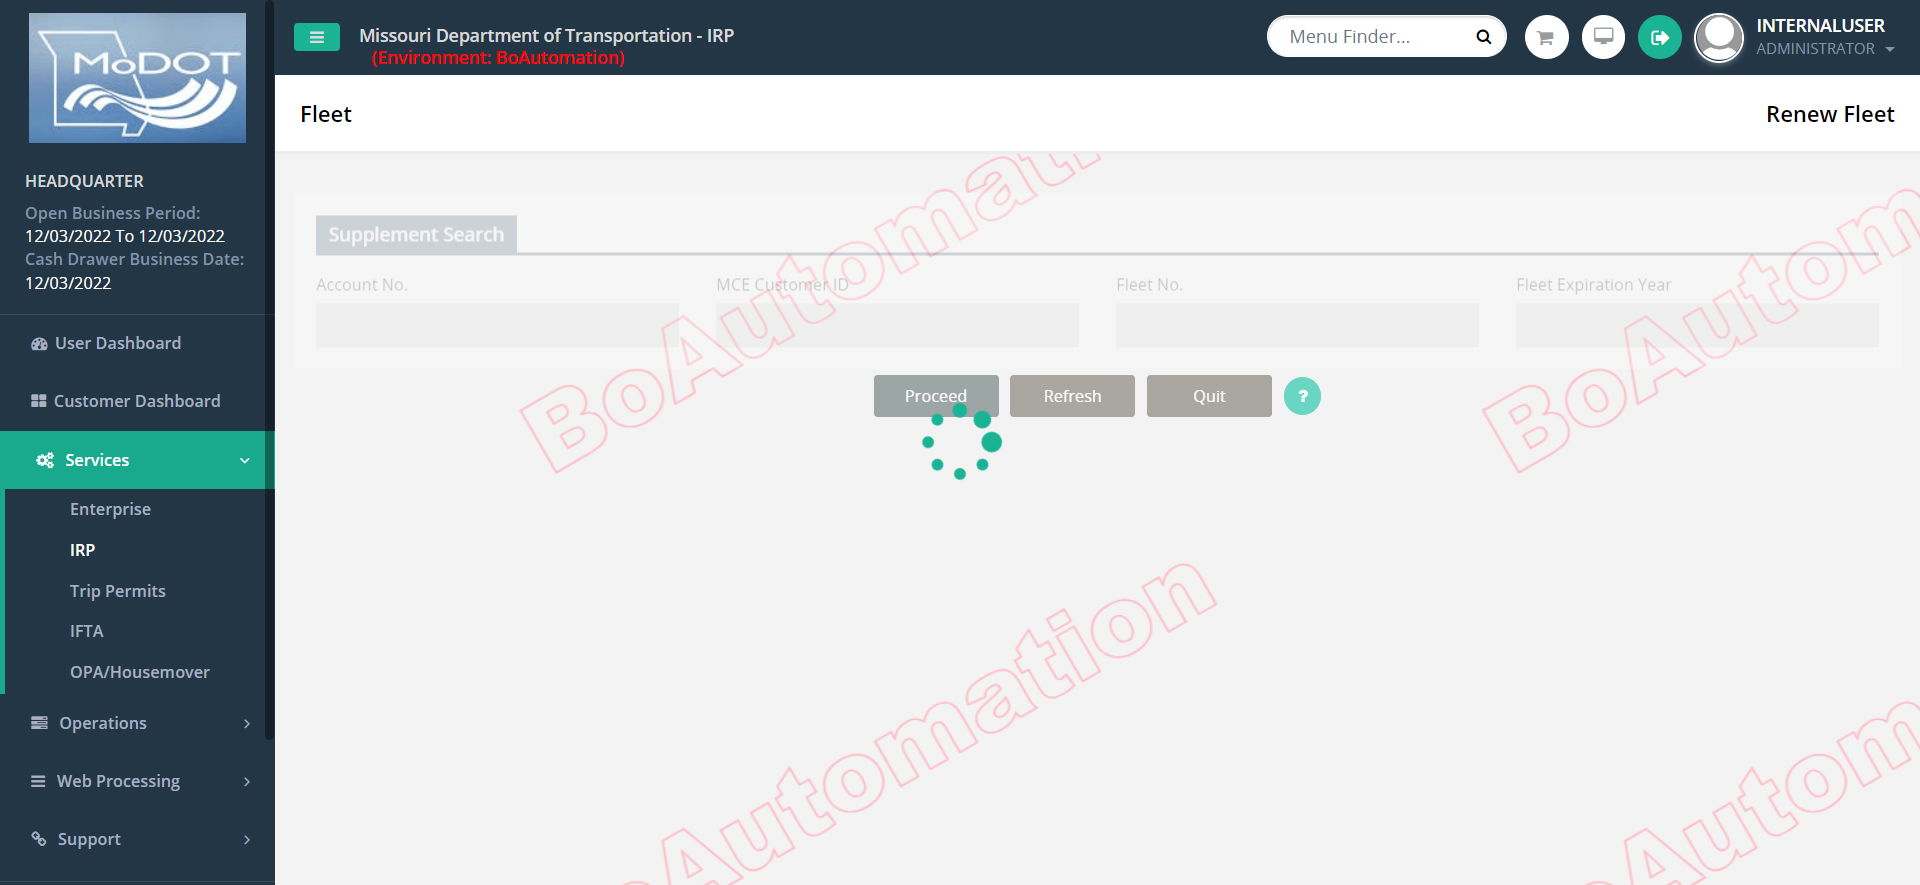 MoDOT
HEADQUARTER
Open Business Period:
12/03/2022 To 12/03/2022
Cash Drawer Business Date:
12/03/2022
User Dashboard
Customer Dashboard
Services
Enterprise
IRP
Trip Permits
IFTA
OPA/Housemover
Operations
Web Processing
Support
Missouri Department of Transportation - IRP
(Environment: BoAutomation)
Menu Finder...
INTERNALUSER
ADMINISTRATOR
Fleet
Renew Fleet
Supplement Search
Account No.
MCE Customer ID
Fleet No.
Fleet Expiration Year
Proceed
Refresh
Quit
?
BoAutomati
BoAutom
BoAutomation
BoAutom